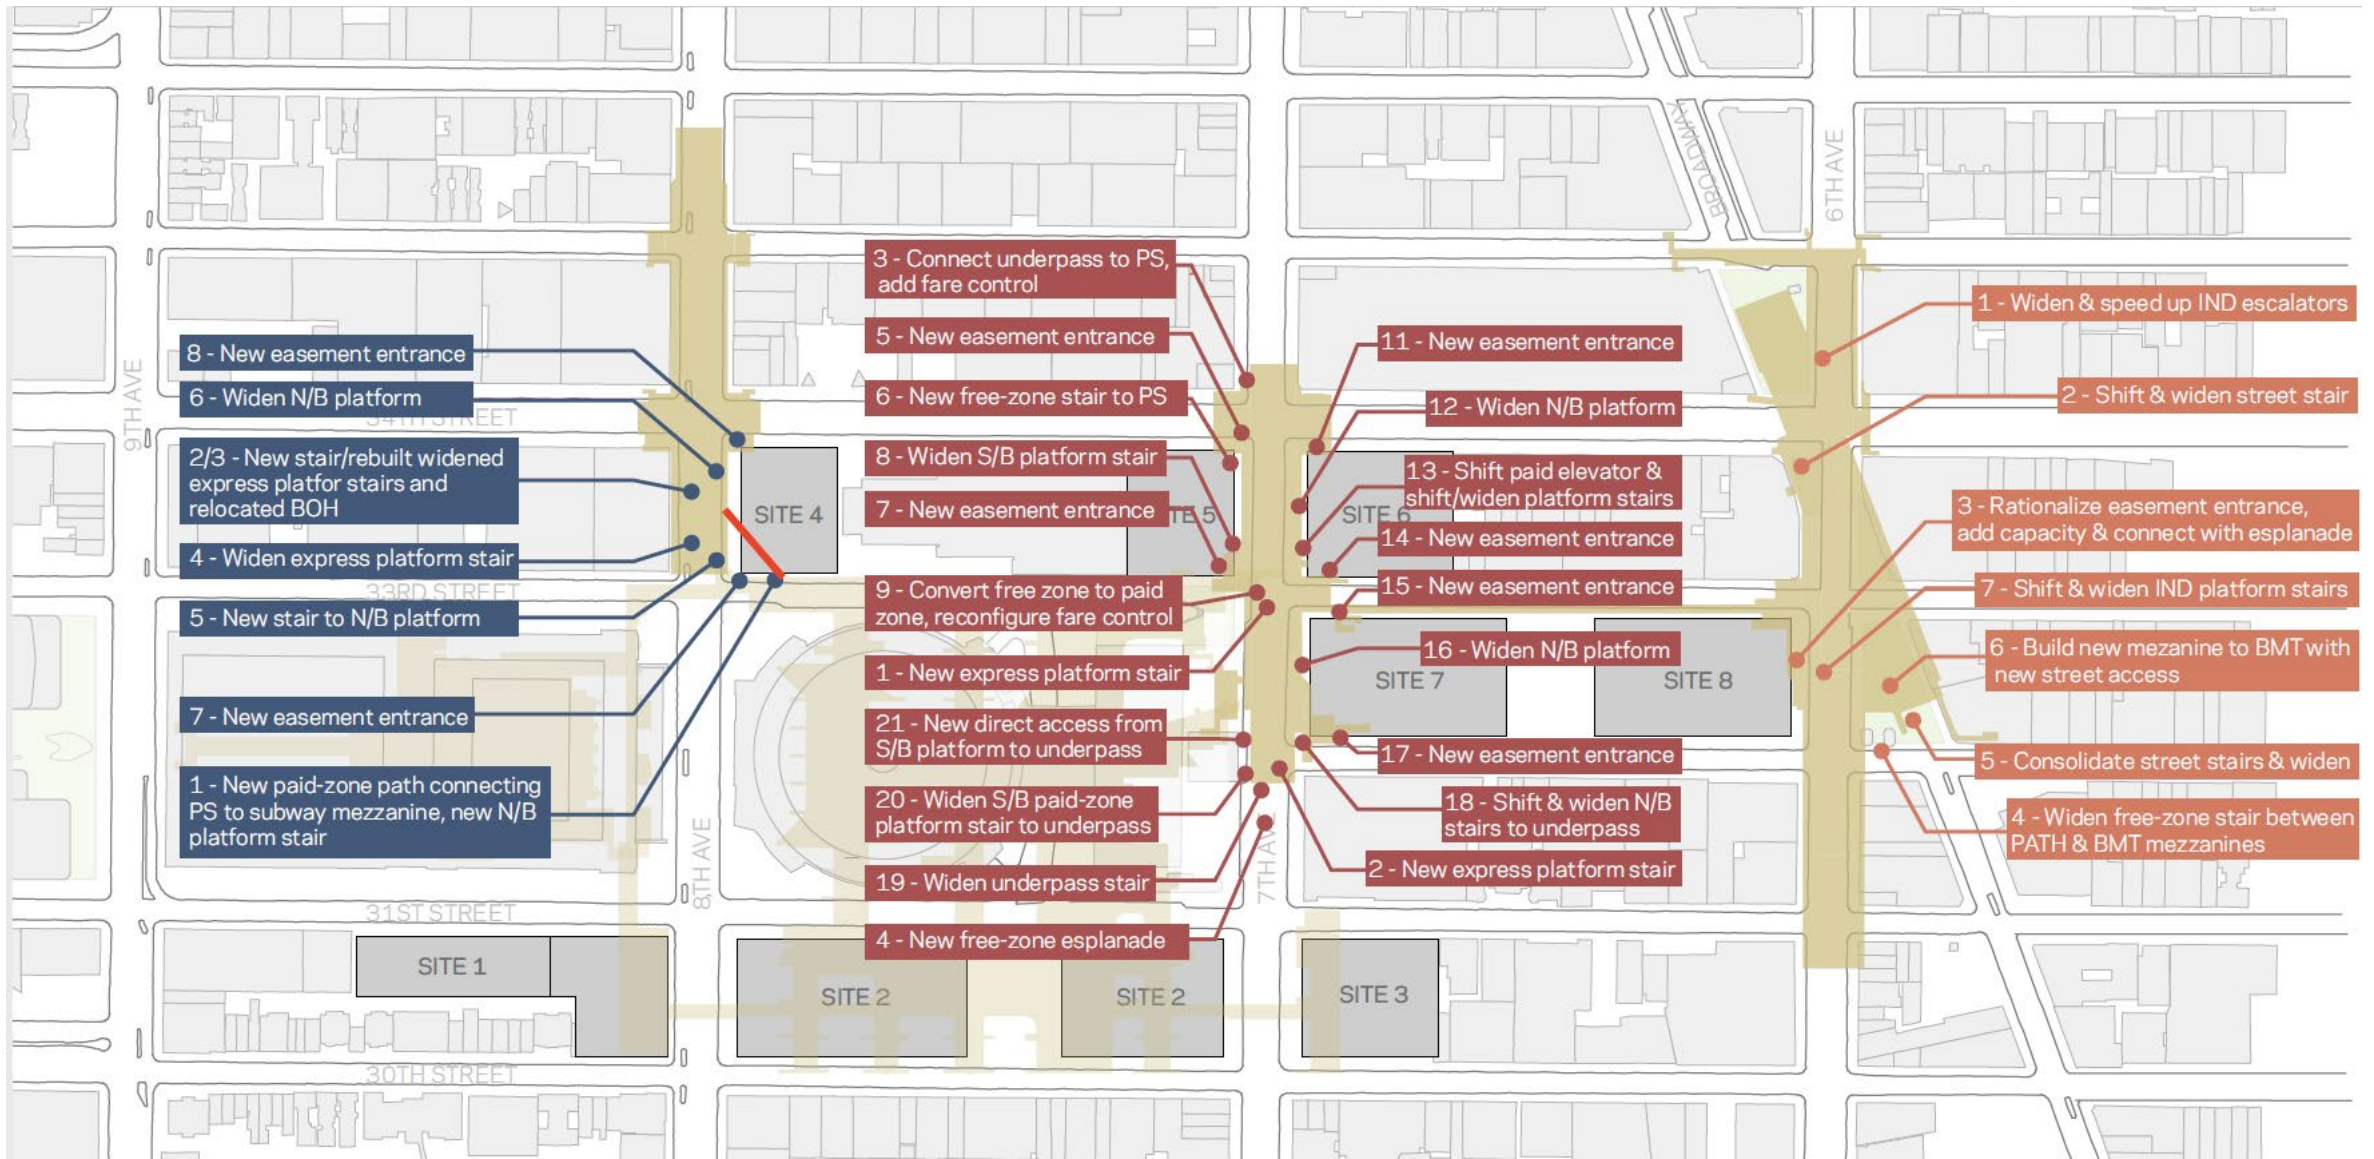 BROADWAY
6TH AVE
9TH AVE
34TH STREET
33RD STREET
31ST STREET
30TH STREET
8TH AVE
7TH AVE
8 - New easement entrance
6 - Widen N/B platform
2/3 - New stair/rebuilt widened
express platfor stairs and
relocated BOH
4 - Widen express platform stair
5 - New stair to N/B platform
7 - New easement entrance
1 - New paid-zone path connecting
PS to subway mezzanine, new N/B
platform stair
3 - Connect underpass to PS,
add fare control
5 - New easement entrance
6 - New free-zone stair to PS
8 - Widen S/B platform stair
7 - New easement entrance
9 - Convert free zone to paid
zone, reconfigure fare control
1 - New express platform stair
21 - New direct access from
S/B platform to underpass
20 - Widen S/B paid-zone
platform stair to underpass
19 - Widen underpass stair
4 - New free-zone esplanade
11 - New easement entrance
12 - Widen N/B platform
13 - Shift paid elevator &
shift/widen platform stairs
14 - New easement entrance
15 - New easement entrance
16 - Widen N/B platform
17 - New easement entrance
18 - Shift & widen N/B
stairs to underpass
2 - New express platform stair
1 - Widen & speed up IND escalators
2 - Shift & widen street stair
3 - Rationalize easement entrance,
add capacity & connect with esplanade
7 - Shift & widen IND platform stairs
6 - Build new mezanine to BMT with
new street access
5 - Consolidate street stairs & widen
4 - Widen free-zone stair between
PATH & BMT mezzanines
SITE 4
TE 5
SITE 6
SITE 7
SITE 8
SITE 1
SITE 2
SITE 2
SITE 3